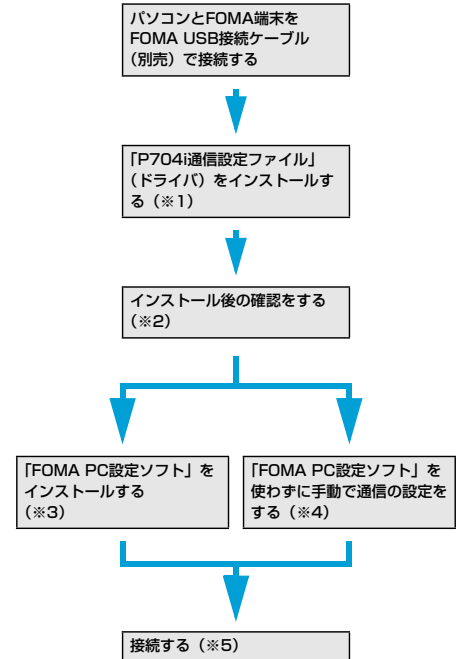 パソコンとFOMA端末を
FOMA USB接続ケーブル
（別売）で接続する
「P704i通信設定ファイル」
（ドライバ）をインストールす
る（※1）
インストール後の確認をする
（※2）
「FOMA PC設定ソフト」を
インストールする
（※3）
「FOMA PC設定ソフト」を
使わずに手動で通信の設定を
する（※4）
接続する（※5）